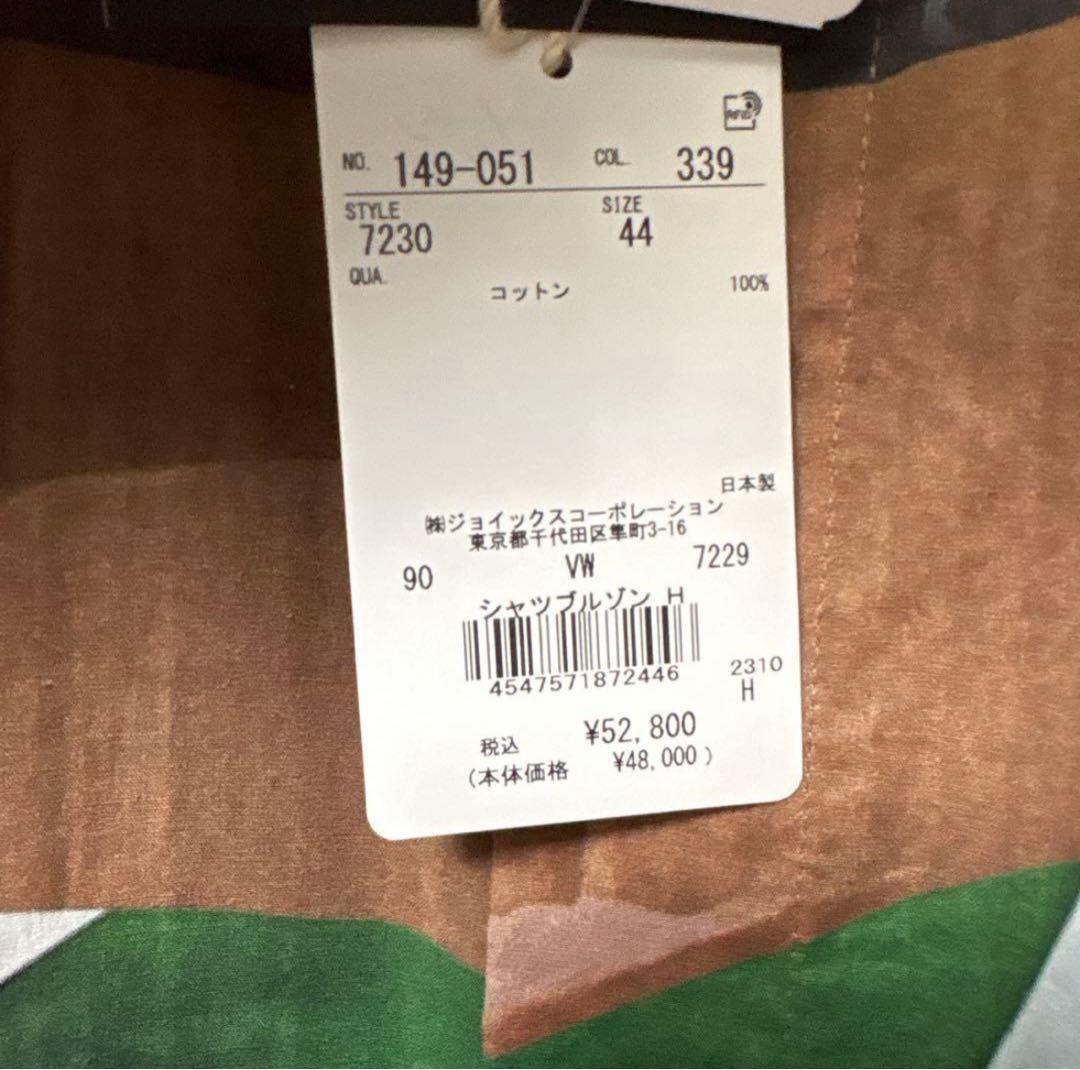 RFID
NO. 149-051 COL. 339
STYLE SIZE
7230 44
QUA.
コットン 100%
日本製
㈱ジョイックスコーポレーション
東京都千代田区隼町3-16
90 VW 7229
シャツブルゾン H
4547571872446 2310
H
税込 ¥52,800
(本体価格 ¥48,000)